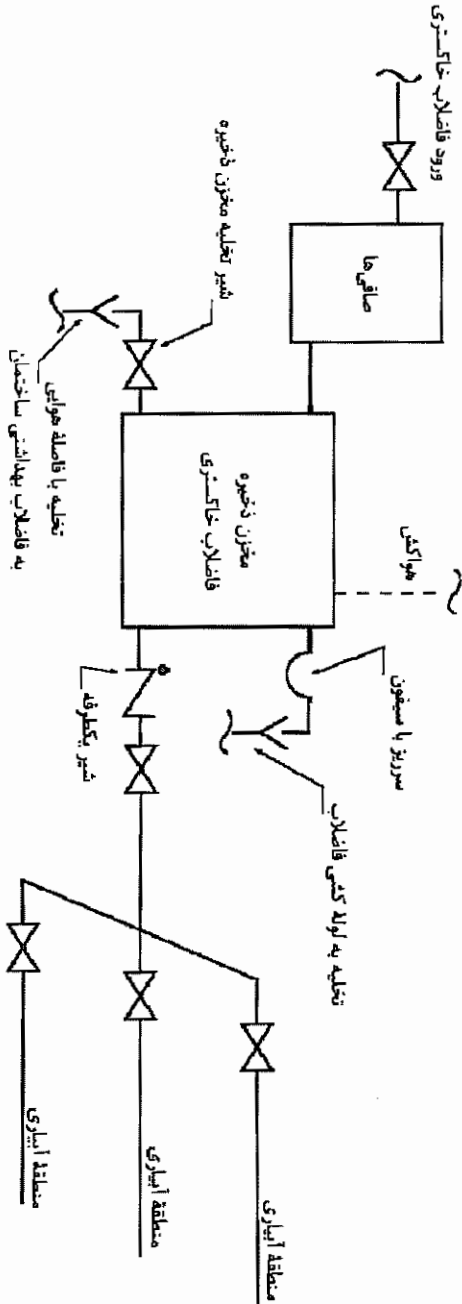 ورود فاضلاب خاکستری
صافی‌ها
شیر تخلیه مخزن ذخیره
تخلیه با فاصلهٔ هوایی
به فاضلاب بهداشتی ساختمان
مخزن ذخیره
فاضلاب خاکستری
هواکش
سرریز با سیفون
تخلیه به لولهٔ کشی فاضلاب
شیر یکطرفه
منطقهٔ آبیاری
منطقهٔ آبیاری
منطقهٔ آبیاری